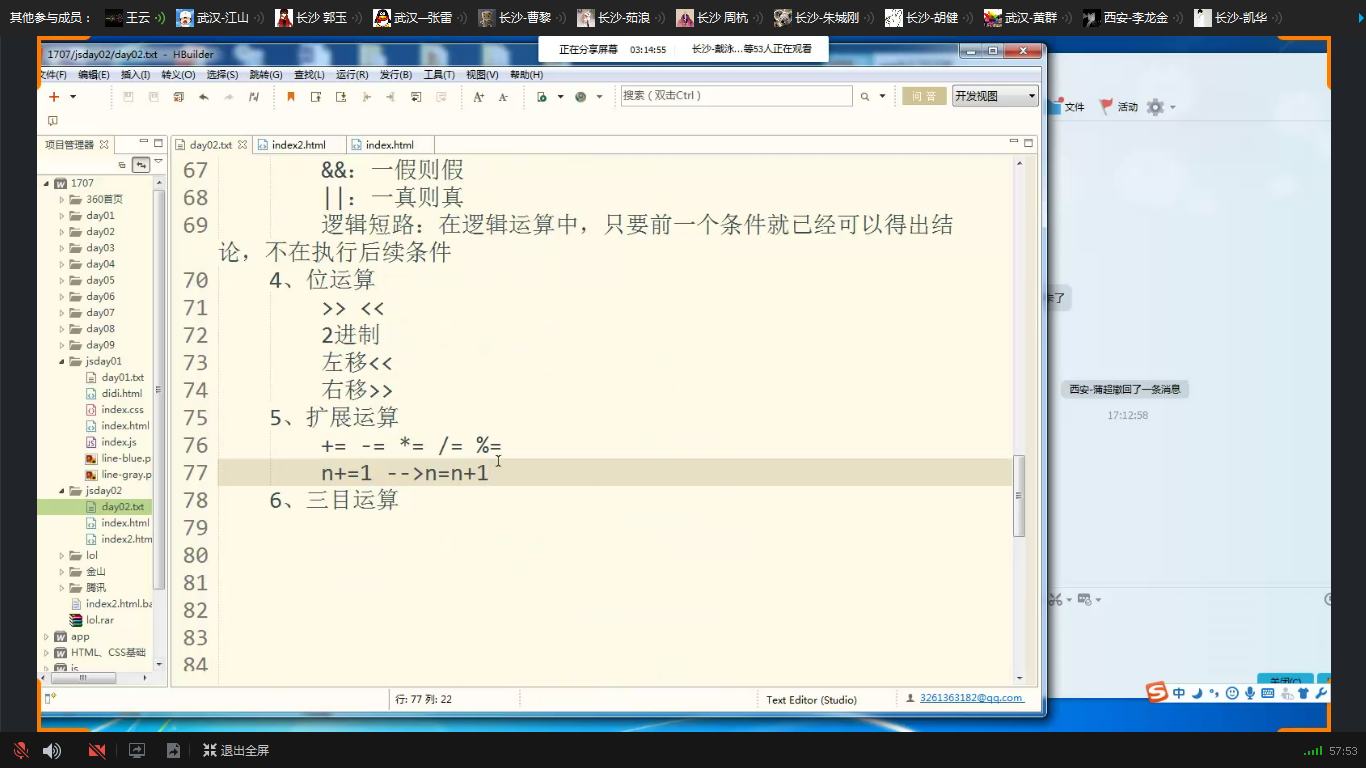 其他参与成员： 王云 武汉-江山 长沙 郭玉 武汉—张雷 长沙-曹黎 长沙-茹浪 长沙 周杭 长沙-朱城刚 长沙-胡健 武汉-黄群 西安-李龙金 长沙-凯华
正在分享屏幕 03:14:55 长沙-戴泳...等53人正在观看
1707/jsday02/day02.txt - HBuilder
文件(F) 编辑(E) 插入(I) 转义(O) 选择(S) 跳转(G) 查找(L) 运行(R) 发行(B) 工具(T) 视图(V) 帮助(H)
搜索 ( 双击Ctrl ) 问 答 开发视图
文件 活动
项目管理器 day02.txt index2.html index.html
1707
360首页
day01
day02
day03
day04
day05
day06
day07
day08
day09
jsday01
day01.txt
didi.html
index.css
index.html
index.js
line-blue.p
line-gray.p
jsday02
day02.txt
index.html
index2.htm
lol
金山
腾讯
index2.html.ba
lol.rar
app
HTML、CSS基础
js
67 &&：一假则假
68 ||：一真则真
69 逻辑短路：在逻辑运算中，只要前一个条件就已经可以得出结
论，不在执行后续条件
70 4、位运算
71 >> <<
72 2进制
73 左移<<
74 右移>>
75 5、扩展运算
76 += -= *= /= %=
77 n+=1 -->n=n+1
78 6、三目运算
79
80
81
82
83
84
行: 77 列: 22 Text Editor (Studio) 3261363182@qq.com
西安-蒲超撤回了一条消息
17:12:58
关闭(C)
中
退出全屏 57:53